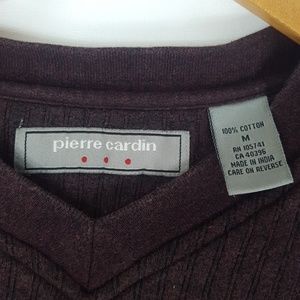 pierre cardin
100% COTTON
M
RN 105741
CA 40396
MADE IN INDIA
CARE ON REVERSE